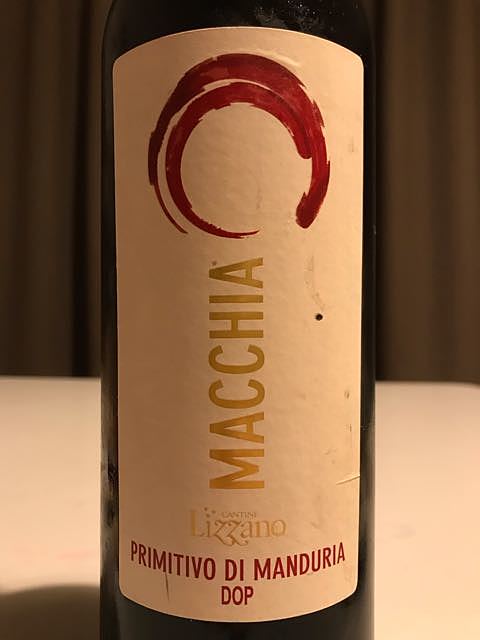 MACCHIA
CANTINE
Lizzano
PRIMITIVO DI MANDURIA
DOP